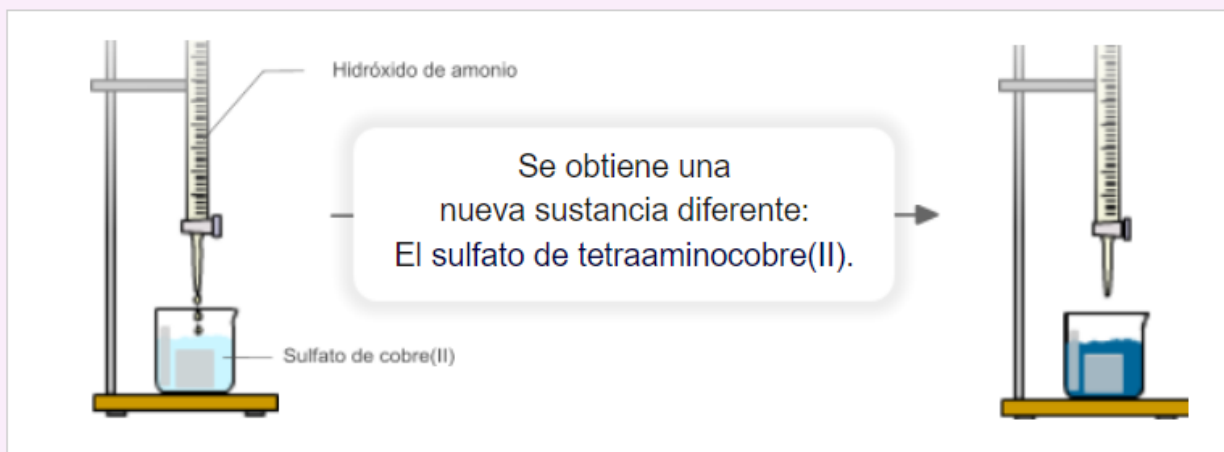 Hidróxido de amonio
Se obtiene una
nueva sustancia diferente:
El sulfato de tetraaminocobre(II).
Sulfato de cobre(II)